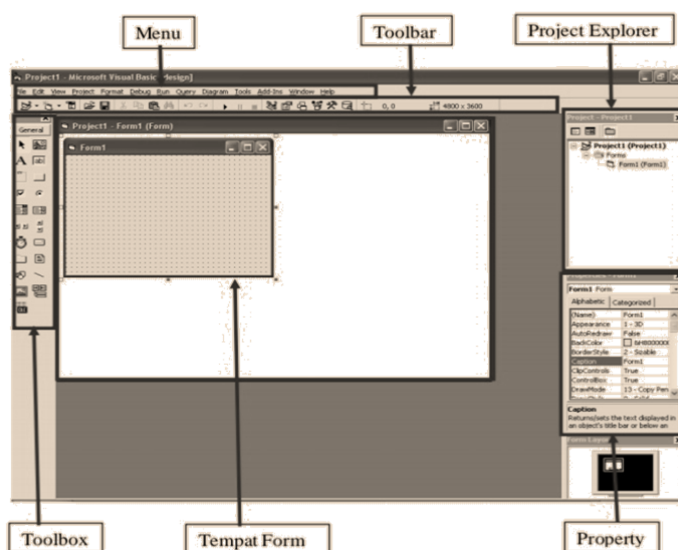 Menu
Toolbar
Project Explorer
Project1 - Microsoft Visual Basic [design]
File Edit View Project Format Debug Run Query Diagram Tools Add-Ins Window Help
0, 0
4800 x 3600
General
Project1 - Form1 (Form)
Form1
Project - Project1
Project1 (Project1)
Forms
Form1 (Form1)
Properties - Form1
Form1 Form
Alphabetic Categorized
(Name) Form1
Appearance 1 - 3D
AutoRedraw False
BackColor
BorderStyle 2 - Sizable
Caption Form1
ClipControls True
ControlBox True
DrawMode 13 - Copy Pen
Caption
Returns/sets the text displayed in
an object's title bar or below an
Form Layout
Toolbox
Tempat Form
Property